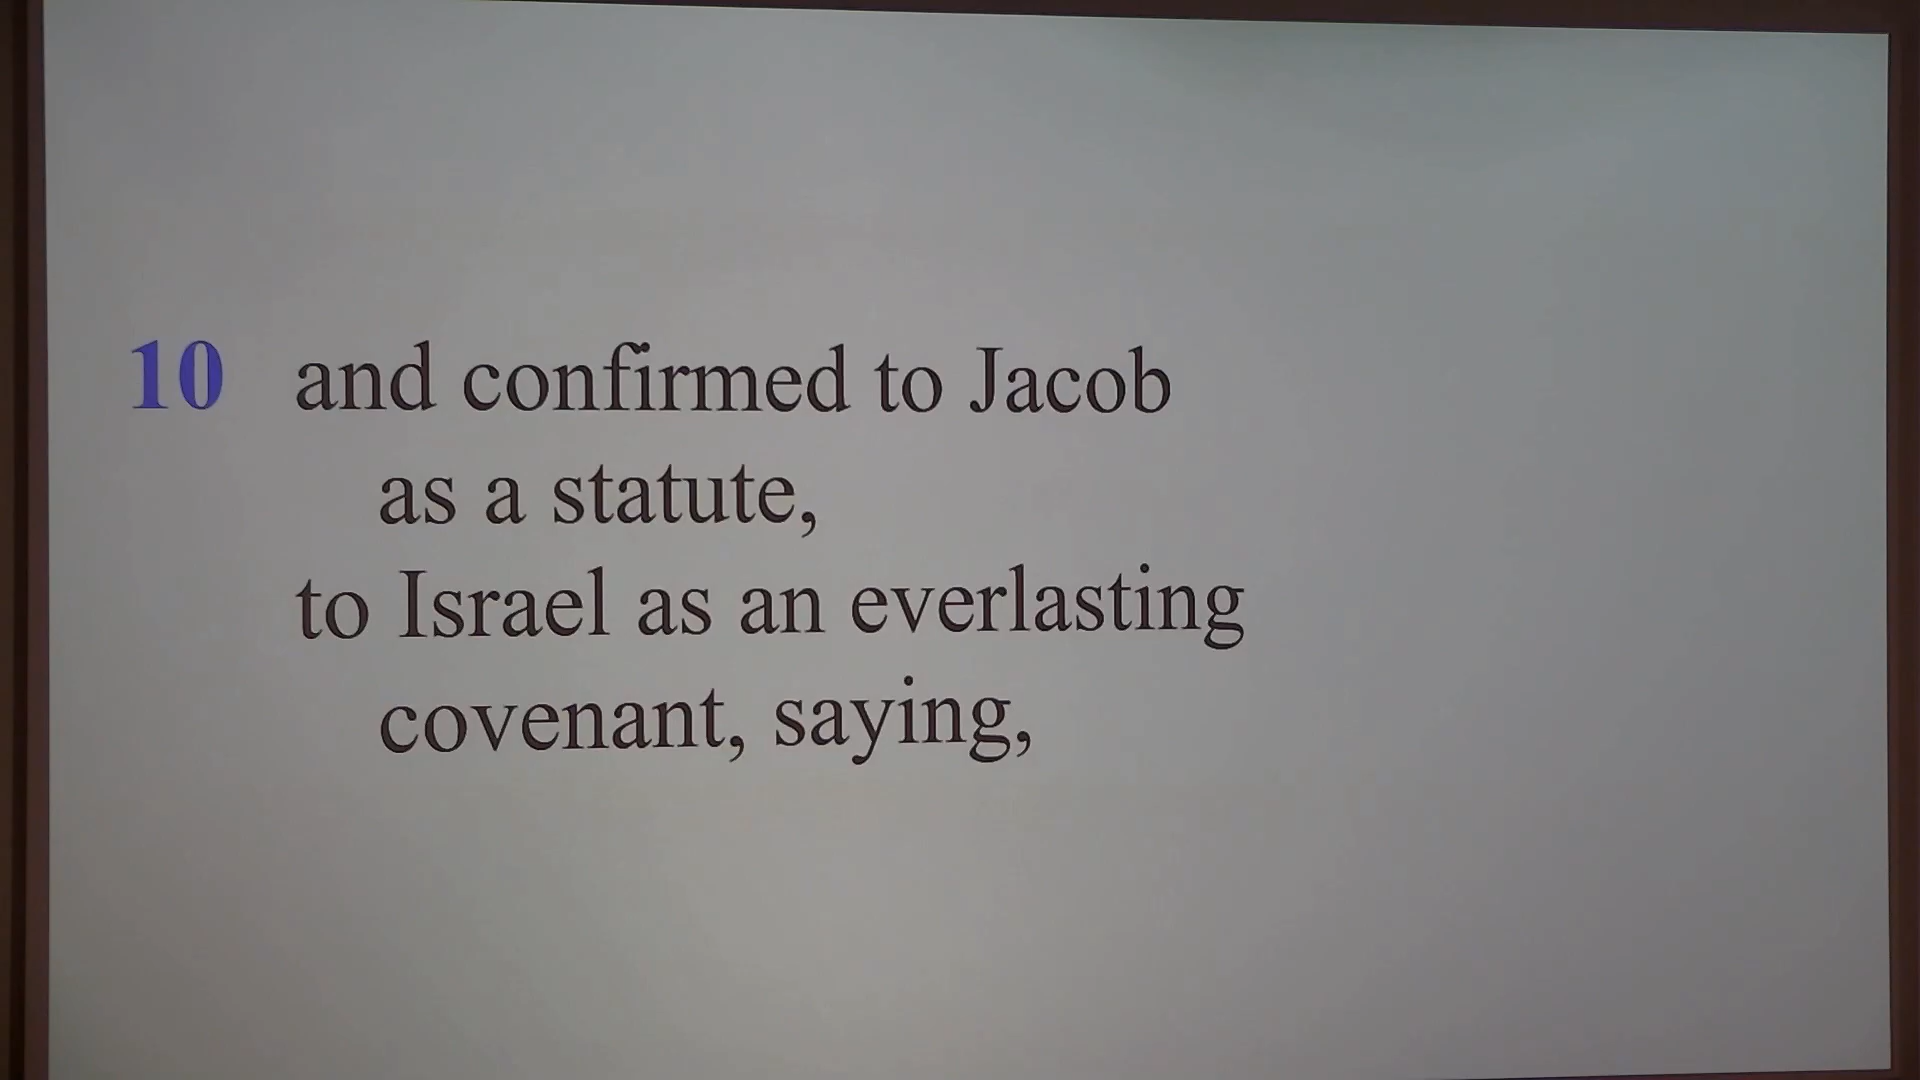 10 and confirmed to Jacob
as a statute,
to Israel as an everlasting
covenant, saying,